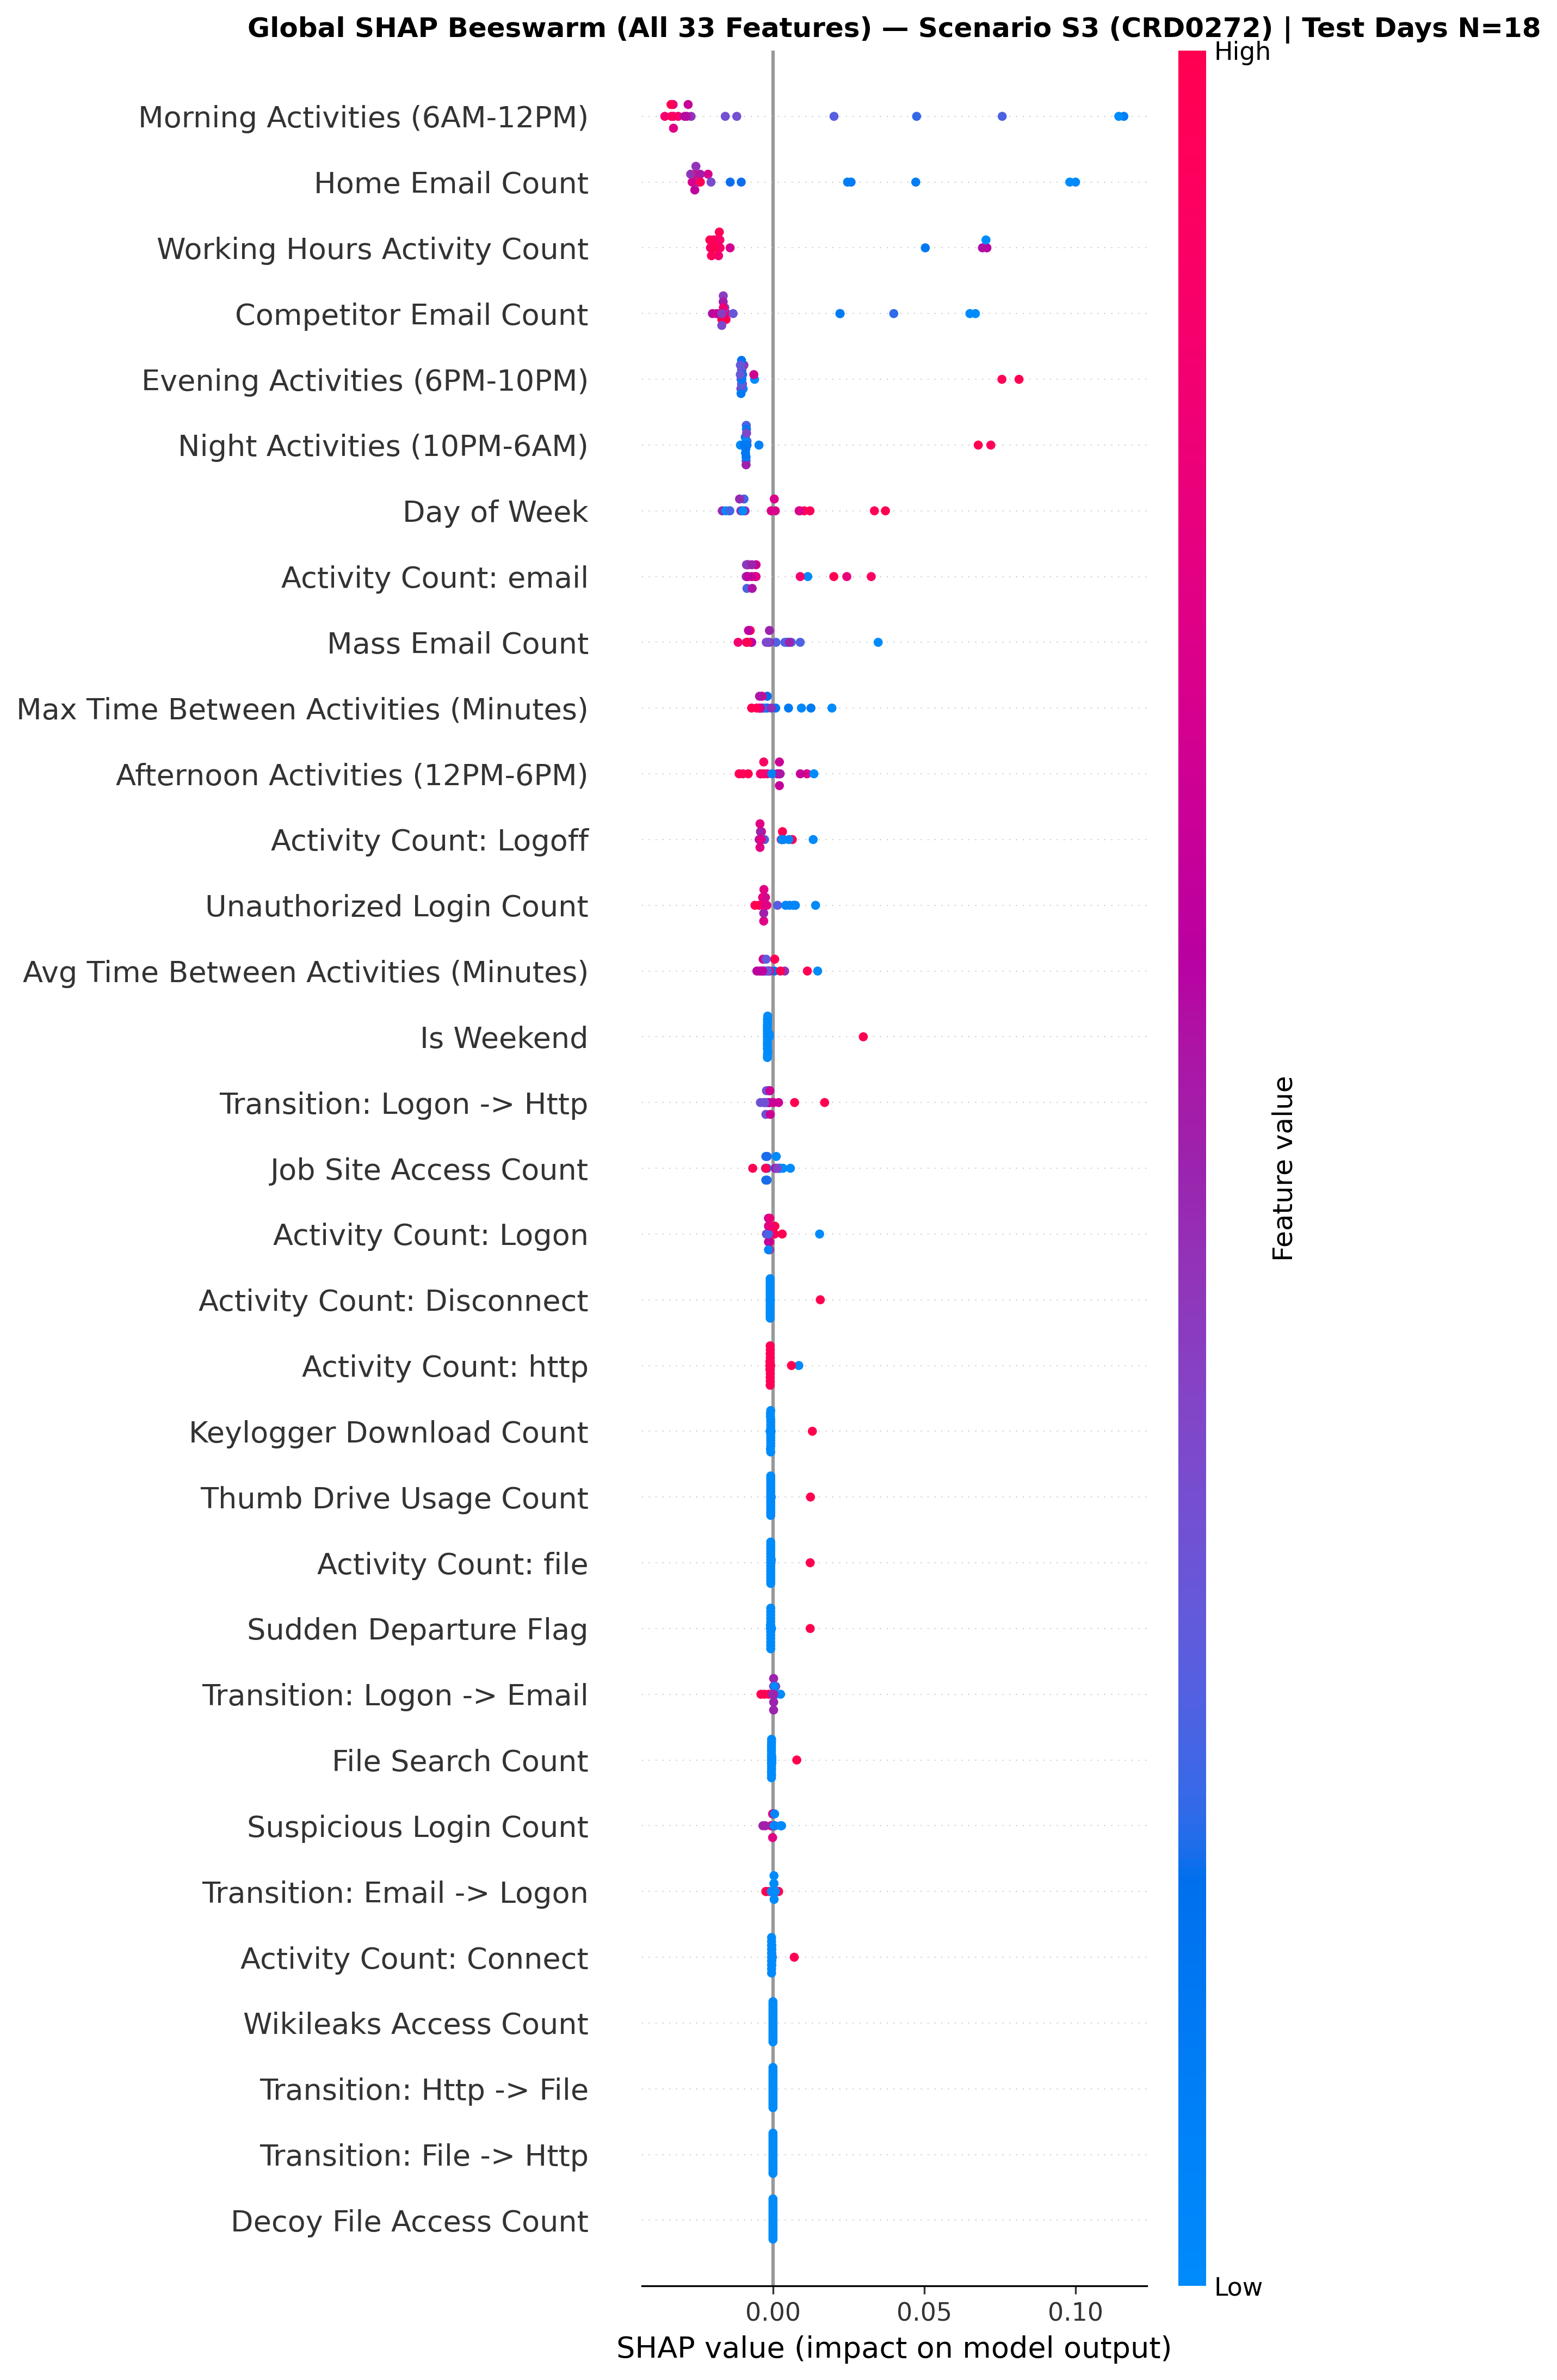 Global SHAP Beeswarm (All 33 Features) — Scenario S3 (CRD0272) | Test Days N=18
High
Morning Activities (6AM-12PM)
Home Email Count
Working Hours Activity Count
Competitor Email Count
Evening Activities (6PM-10PM)
Night Activities (10PM-6AM)
Day of Week
Activity Count: email
Mass Email Count
Max Time Between Activities (Minutes)
Afternoon Activities (12PM-6PM)
Activity Count: Logoff
Unauthorized Login Count
Avg Time Between Activities (Minutes)
Is Weekend
Transition: Logon -> Http
Job Site Access Count
Activity Count: Logon
Activity Count: Disconnect
Activity Count: http
Keylogger Download Count
Thumb Drive Usage Count
Activity Count: file
Sudden Departure Flag
Transition: Logon -> Email
File Search Count
Suspicious Login Count
Transition: Email -> Logon
Activity Count: Connect
Wikileaks Access Count
Transition: Http -> File
Transition: File -> Http
Decoy File Access Count
Feature value
Low
0.00 0.05 0.10
SHAP value (impact on model output)